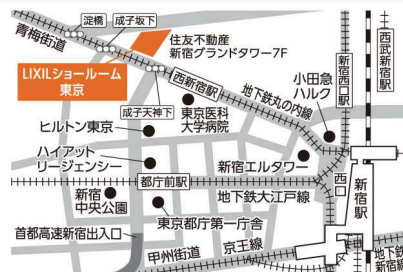 淀橋
成子坂下
青梅街道
住友不動産
新宿グランドタワー7F
LIXILショールーム
東京
西新宿駅
成子天神下
東京医科
大学病院
地下鉄丸の内線
小田急
ハルク
新宿西口駅
西武新宿駅
ヒルトン東京
ハイアット
リージェンシー
新宿エルタワー
都庁前駅
地下鉄大江戸線
西口
新宿駅
新宿
中央公園
東京都庁第一庁舎
首都高速新宿出入口
甲州街道
京王線
地下鉄
新宿線